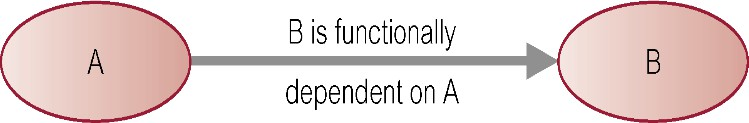 A
B is functionally
dependent on A
B